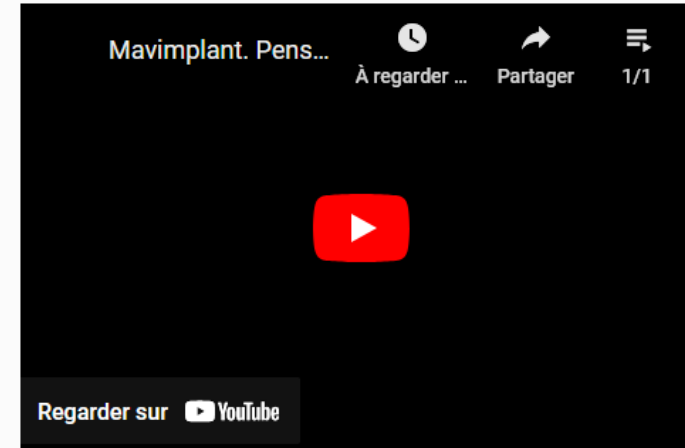 Mavimplant. Pens...
À regarder ...
Partager
1/1
Regarder sur YouTube